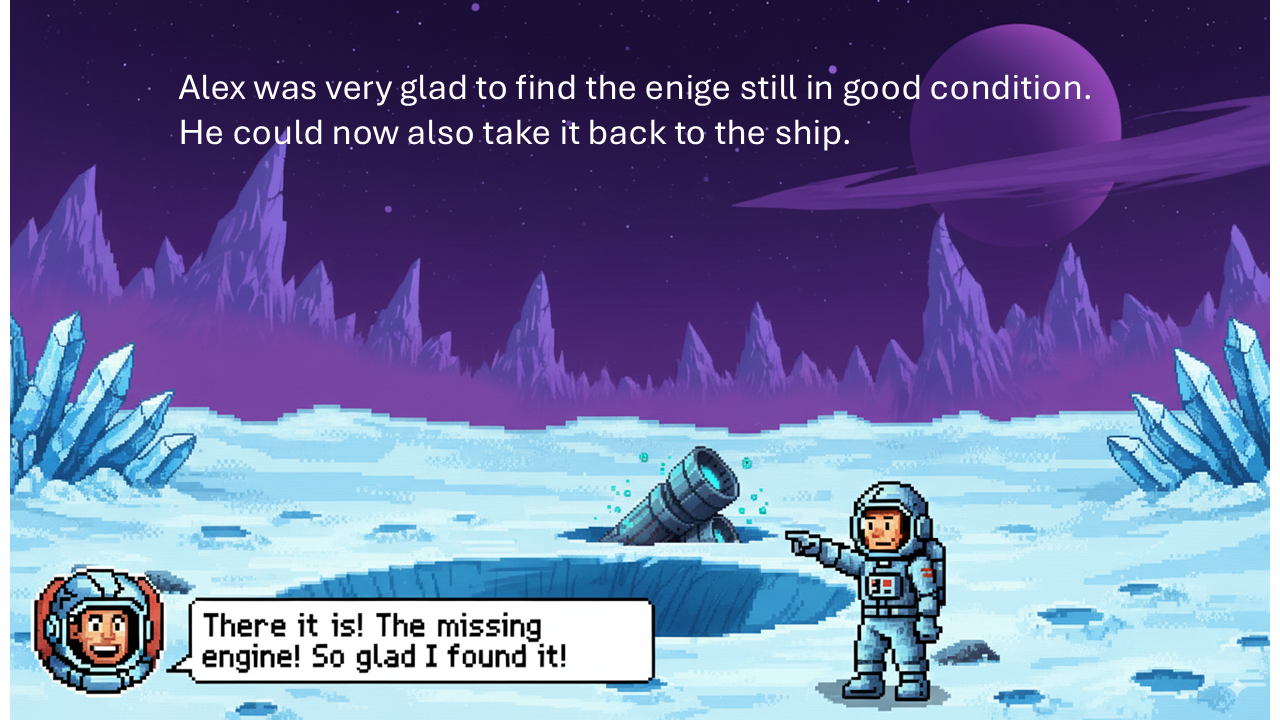 Alex was very glad to find the enige still in good condition.
He could now also take it back to the ship.
There it is! The missing
engine! So glad I found it!